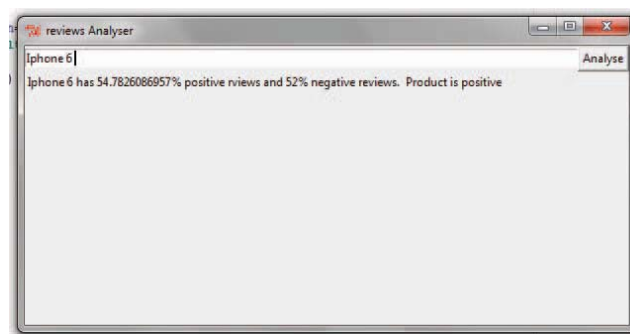 reviews Analyser
Iphone 6
Analyse
Iphone 6 has 54.7826086957% positive rviews and 52% negative reviews. Product is positive